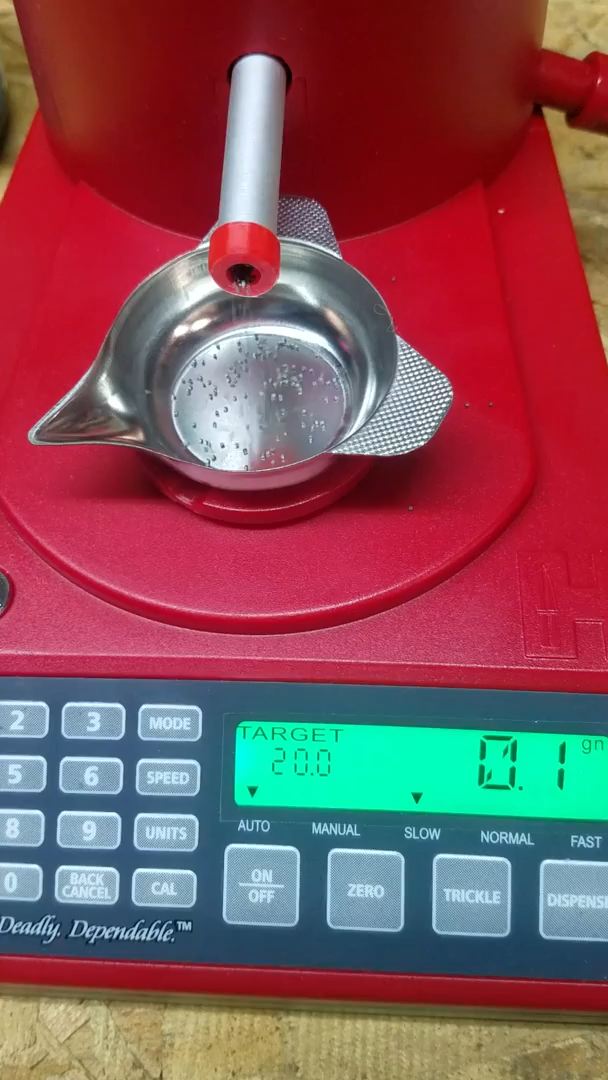 TARGET
20.0
0.1 gn
AUTO MANUAL SLOW NORMAL FAST
2 3 MODE
5 6 SPEED
8 9 UNITS
0 BACK CANCEL CAL
ON OFF ZERO TRICKLE DISPENSE
Deadly. Dependable.™
H